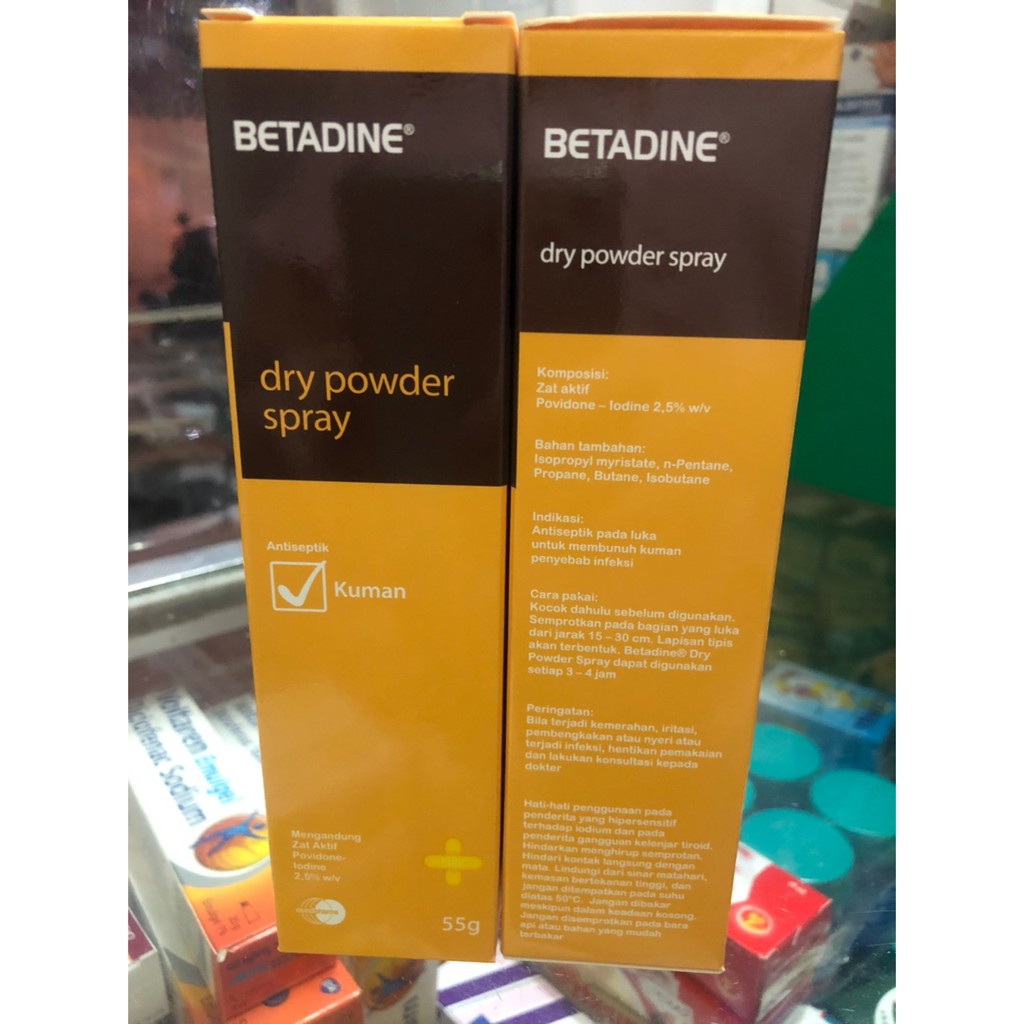 BETADINE®
dry powder
spray
Antiseptik
Kuman
Mengandung
Zat Aktif
Povidone-
Iodine
2,5% w/v
55g
BETADINE®
dry powder spray
Komposisi:
Zat aktif
Povidone – Iodine 2,5% w/v
Bahan tambahan:
Isopropyl myristate, n-Pentane,
Propane, Butane, Isobutane
Indikasi:
Antiseptik pada luka
untuk membunuh kuman
penyebab infeksi
Cara pakai:
Kocok dahulu sebelum digunakan.
Semprotkan pada bagian yang luka
dari jarak 15 – 30 cm. Lapisan tipis
akan terbentuk. Betadine® Dry
Powder Spray dapat digunakan
setiap 3 – 4 jam
Peringatan:
Bila terjadi kemerahan, iritasi,
pembengkakan atau nyeri atau
terjadi infeksi, hentikan pemakaian
dan lakukan konsultasi kepada
dokter
Hati-hati penggunaan pada
penderita yang hipersensitif
terhadap iodium dan pada
penderita gangguan kelenjar tiroid.
Hindarkan menghirup semprotan.
Hindari kontak langsung dengan
mata. Lindungi dari sinar matahari,
kemasan bertekanan tinggi, dan
jangan ditempatkan pada suhu
diatas 50°C. Jangan dibakar
meskipun dalam keadaan kosong.
Jangan disemprotkan pada bara
api atau bahan yang mudah
terbakar
Voltaren Emulgel
Sodium